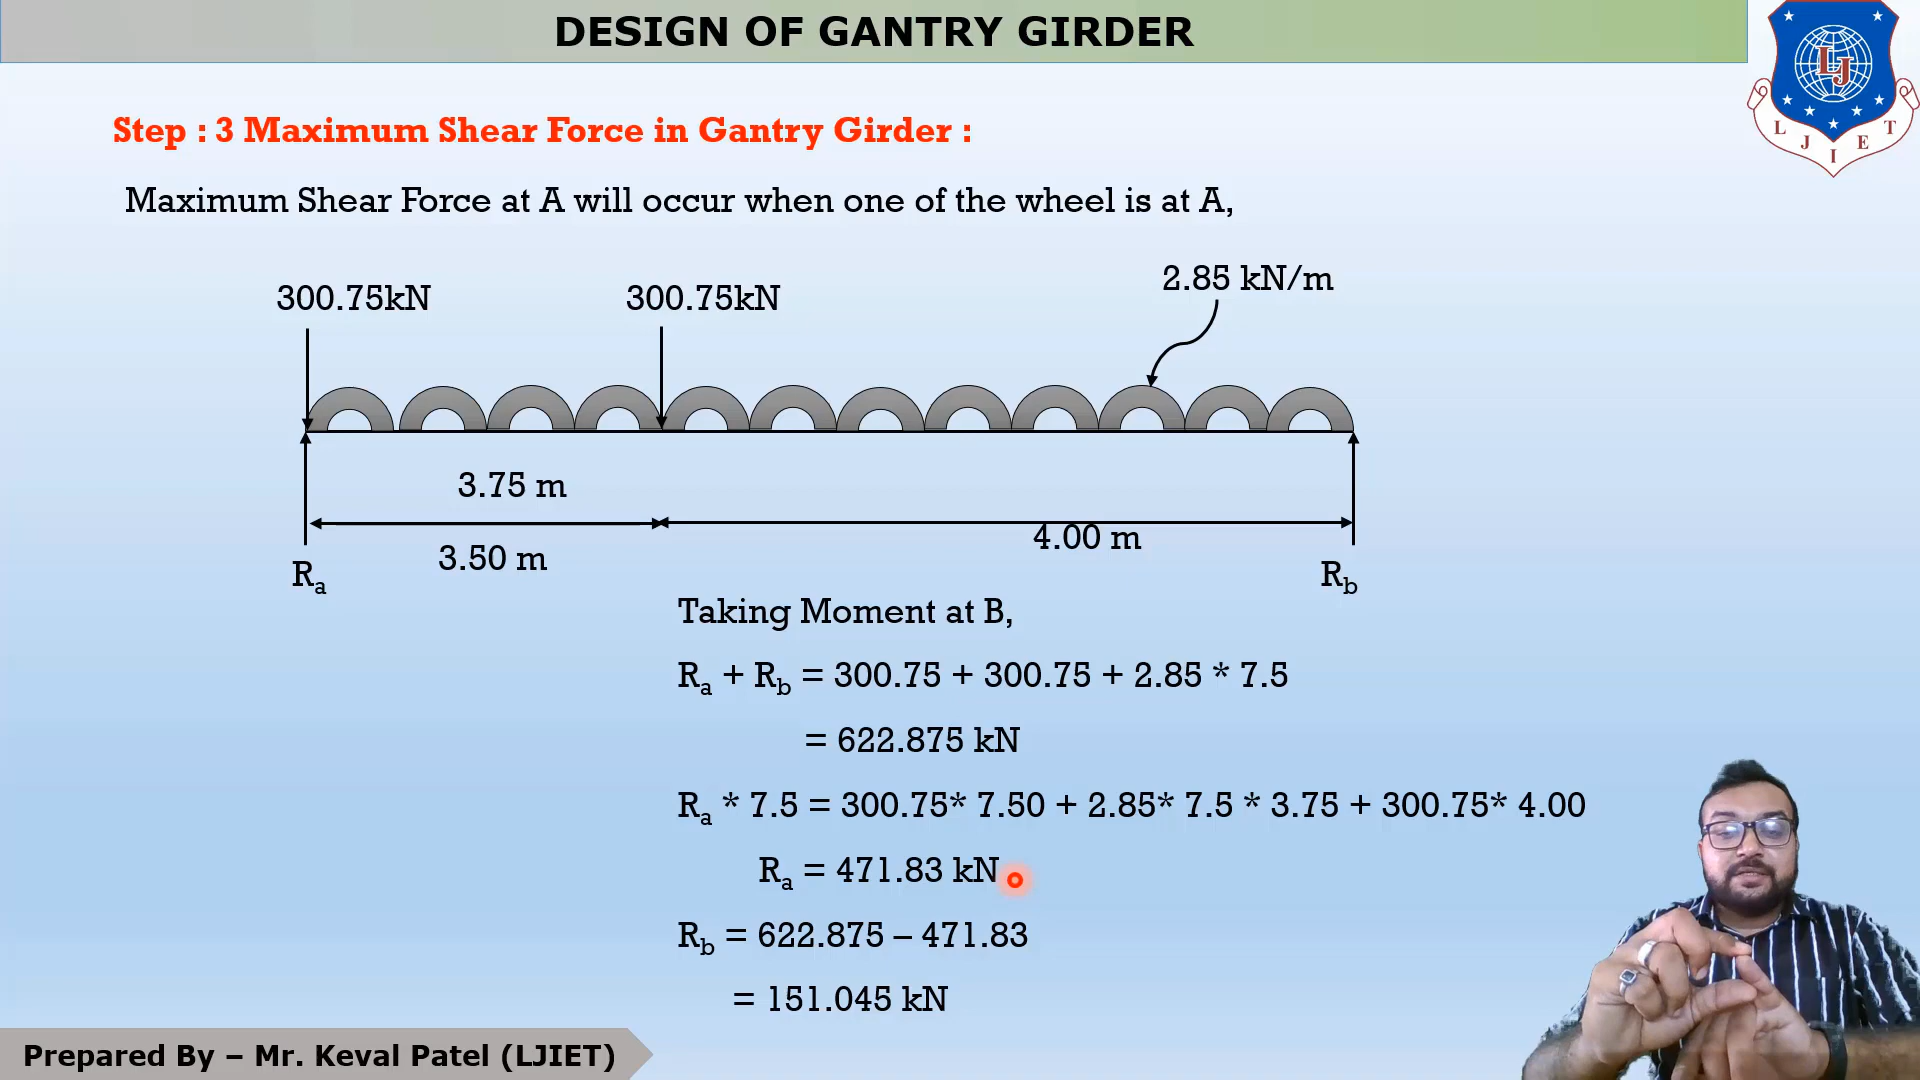 DESIGN OF GANTRY GIRDER
LJ
L J I E T
Step : 3 Maximum Shear Force in Gantry Girder :
Maximum Shear Force at A will occur when one of the wheel is at A,
2.85 kN/m
300.75kN 300.75kN
3.75 m
4.00 m
3.50 m
Ra Rb
Taking Moment at B,
Ra + Rb = 300.75 + 300.75 + 2.85 * 7.5
= 622.875 kN
Ra * 7.5 = 300.75* 7.50 + 2.85* 7.5 * 3.75 + 300.75* 4.00
Ra = 471.83 kN
Rb = 622.875 – 471.83
= 151.045 kN
Prepared By – Mr. Keval Patel (LJIET)